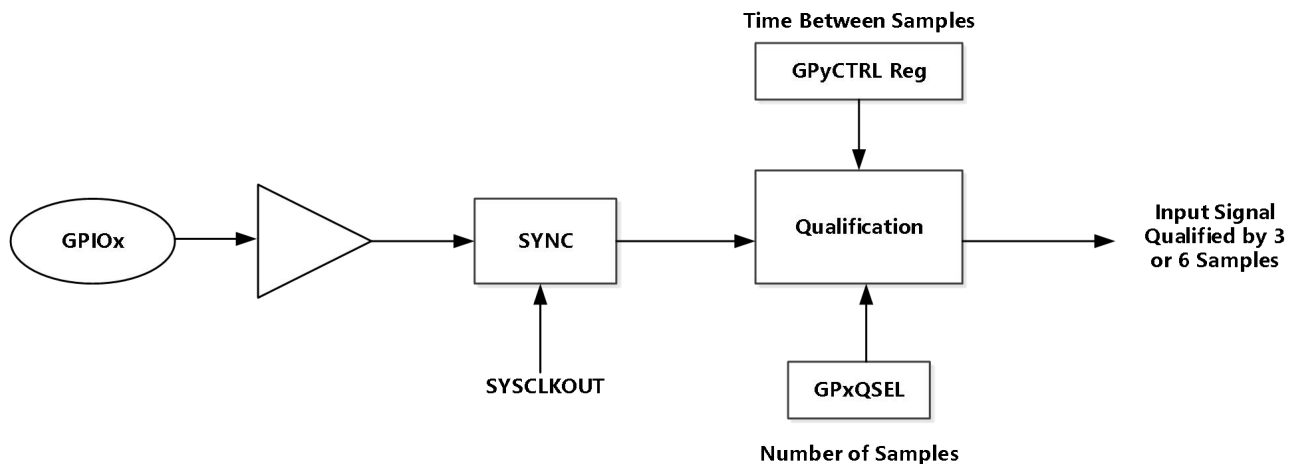 Time Between Samples
GPyCTRL Reg
GPIOx
SYNC
Qualification
Input Signal
Qualified by 3
or 6 Samples
SYSCLKOUT
GPxQSEL
Number of Samples